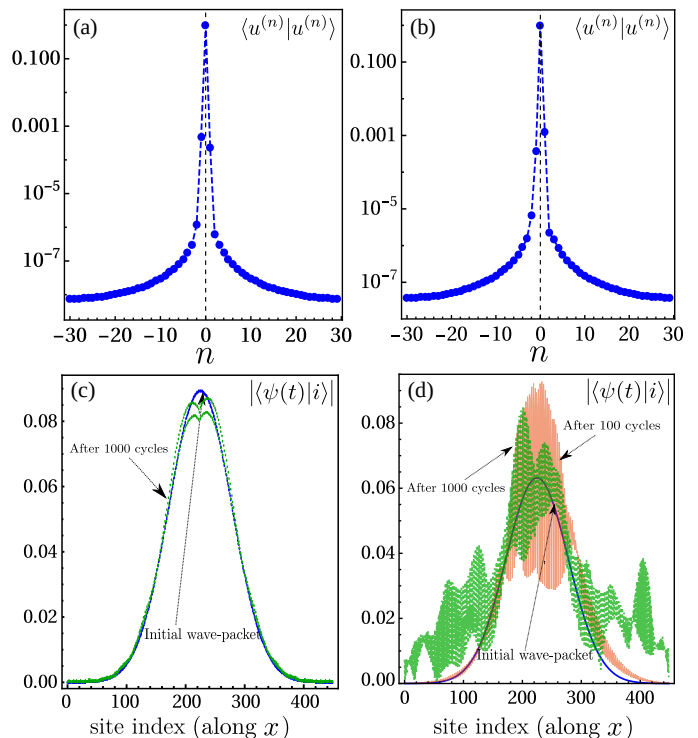 (a)
⟨u⁽ⁿ⁾|u⁽ⁿ⁾⟩
0.100
0.001
10⁻⁵
10⁻⁷
−30 −20 −10 0 10 20 30
n
(b)
⟨u⁽ⁿ⁾|u⁽ⁿ⁾⟩
0.100
0.001
10⁻⁵
10⁻⁷
−30 −20 −10 0 10 20 30
n
(c)
|⟨ψ(t)|i⟩|
0.08
0.06
0.04
0.02
0.00
After 1000 cycles
Initial wave-packet
0 100 200 300 400
site index (along x)
(d)
|⟨ψ(t)|i⟩|
0.08
0.06
0.04
0.02
0.00
After 100 cycles
After 1000 cycles
Initial wave-packet
0 100 200 300 400
site index (along x)